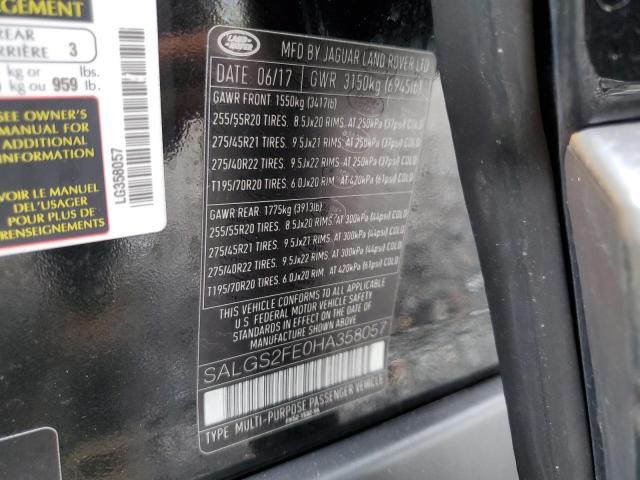 GEMENT
REAR
ARRIÈRE 3
kg or lbs.
kg ou 959 lb.
SEE OWNER'S
MANUAL FOR
ADDITIONAL
INFORMATION
VOIR LE MANUEL
DE L'USAGER
POUR PLUS DE
RENSEIGNEMENTS
LG358057
LAND ROVER
MFD BY JAGUAR LAND ROVER LTD
DATE 06/17 GWR 3150kg (6945lb)
GAWR FRONT 1550kg (3417lb)
255/55R20 TIRES. 8.5Jx20 RIMS. AT 250kPa (37psi) COLD
275/45R21 TIRES. 9.5Jx21 RIMS. AT 250kPa (37psi) COLD
275/40R22 TIRES. 9.5Jx22 RIMS. AT 250kPa (37psi) COLD
T195/70R20 TIRES. 6.0Jx20 RIM. AT 420kPa (61psi) COLD
GAWR REAR 1775kg (3913lb)
255/55R20 TIRES. 8.5Jx20 RIMS. AT 300kPa (44psi) COLD
275/45R21 TIRES. 9.5Jx21 RIMS. AT 300kPa (44psi) COLD
275/40R22 TIRES. 9.5Jx22 RIMS. AT 300kPa (44psi) COLD
T195/70R20 TIRES. 6.0Jx20 RIM. AT 420kPa (61psi) COLD
THIS VEHICLE CONFORMS TO ALL APPLICABLE
U.S FEDERAL MOTOR VEHICLE SAFETY
STANDARDS IN EFFECT ON THE DATE OF
MANUFACTURE SHOWN ABOVE
SALGS2FE0HA358057
TYPE MULTI-PURPOSE PASSENGER VEHICLE